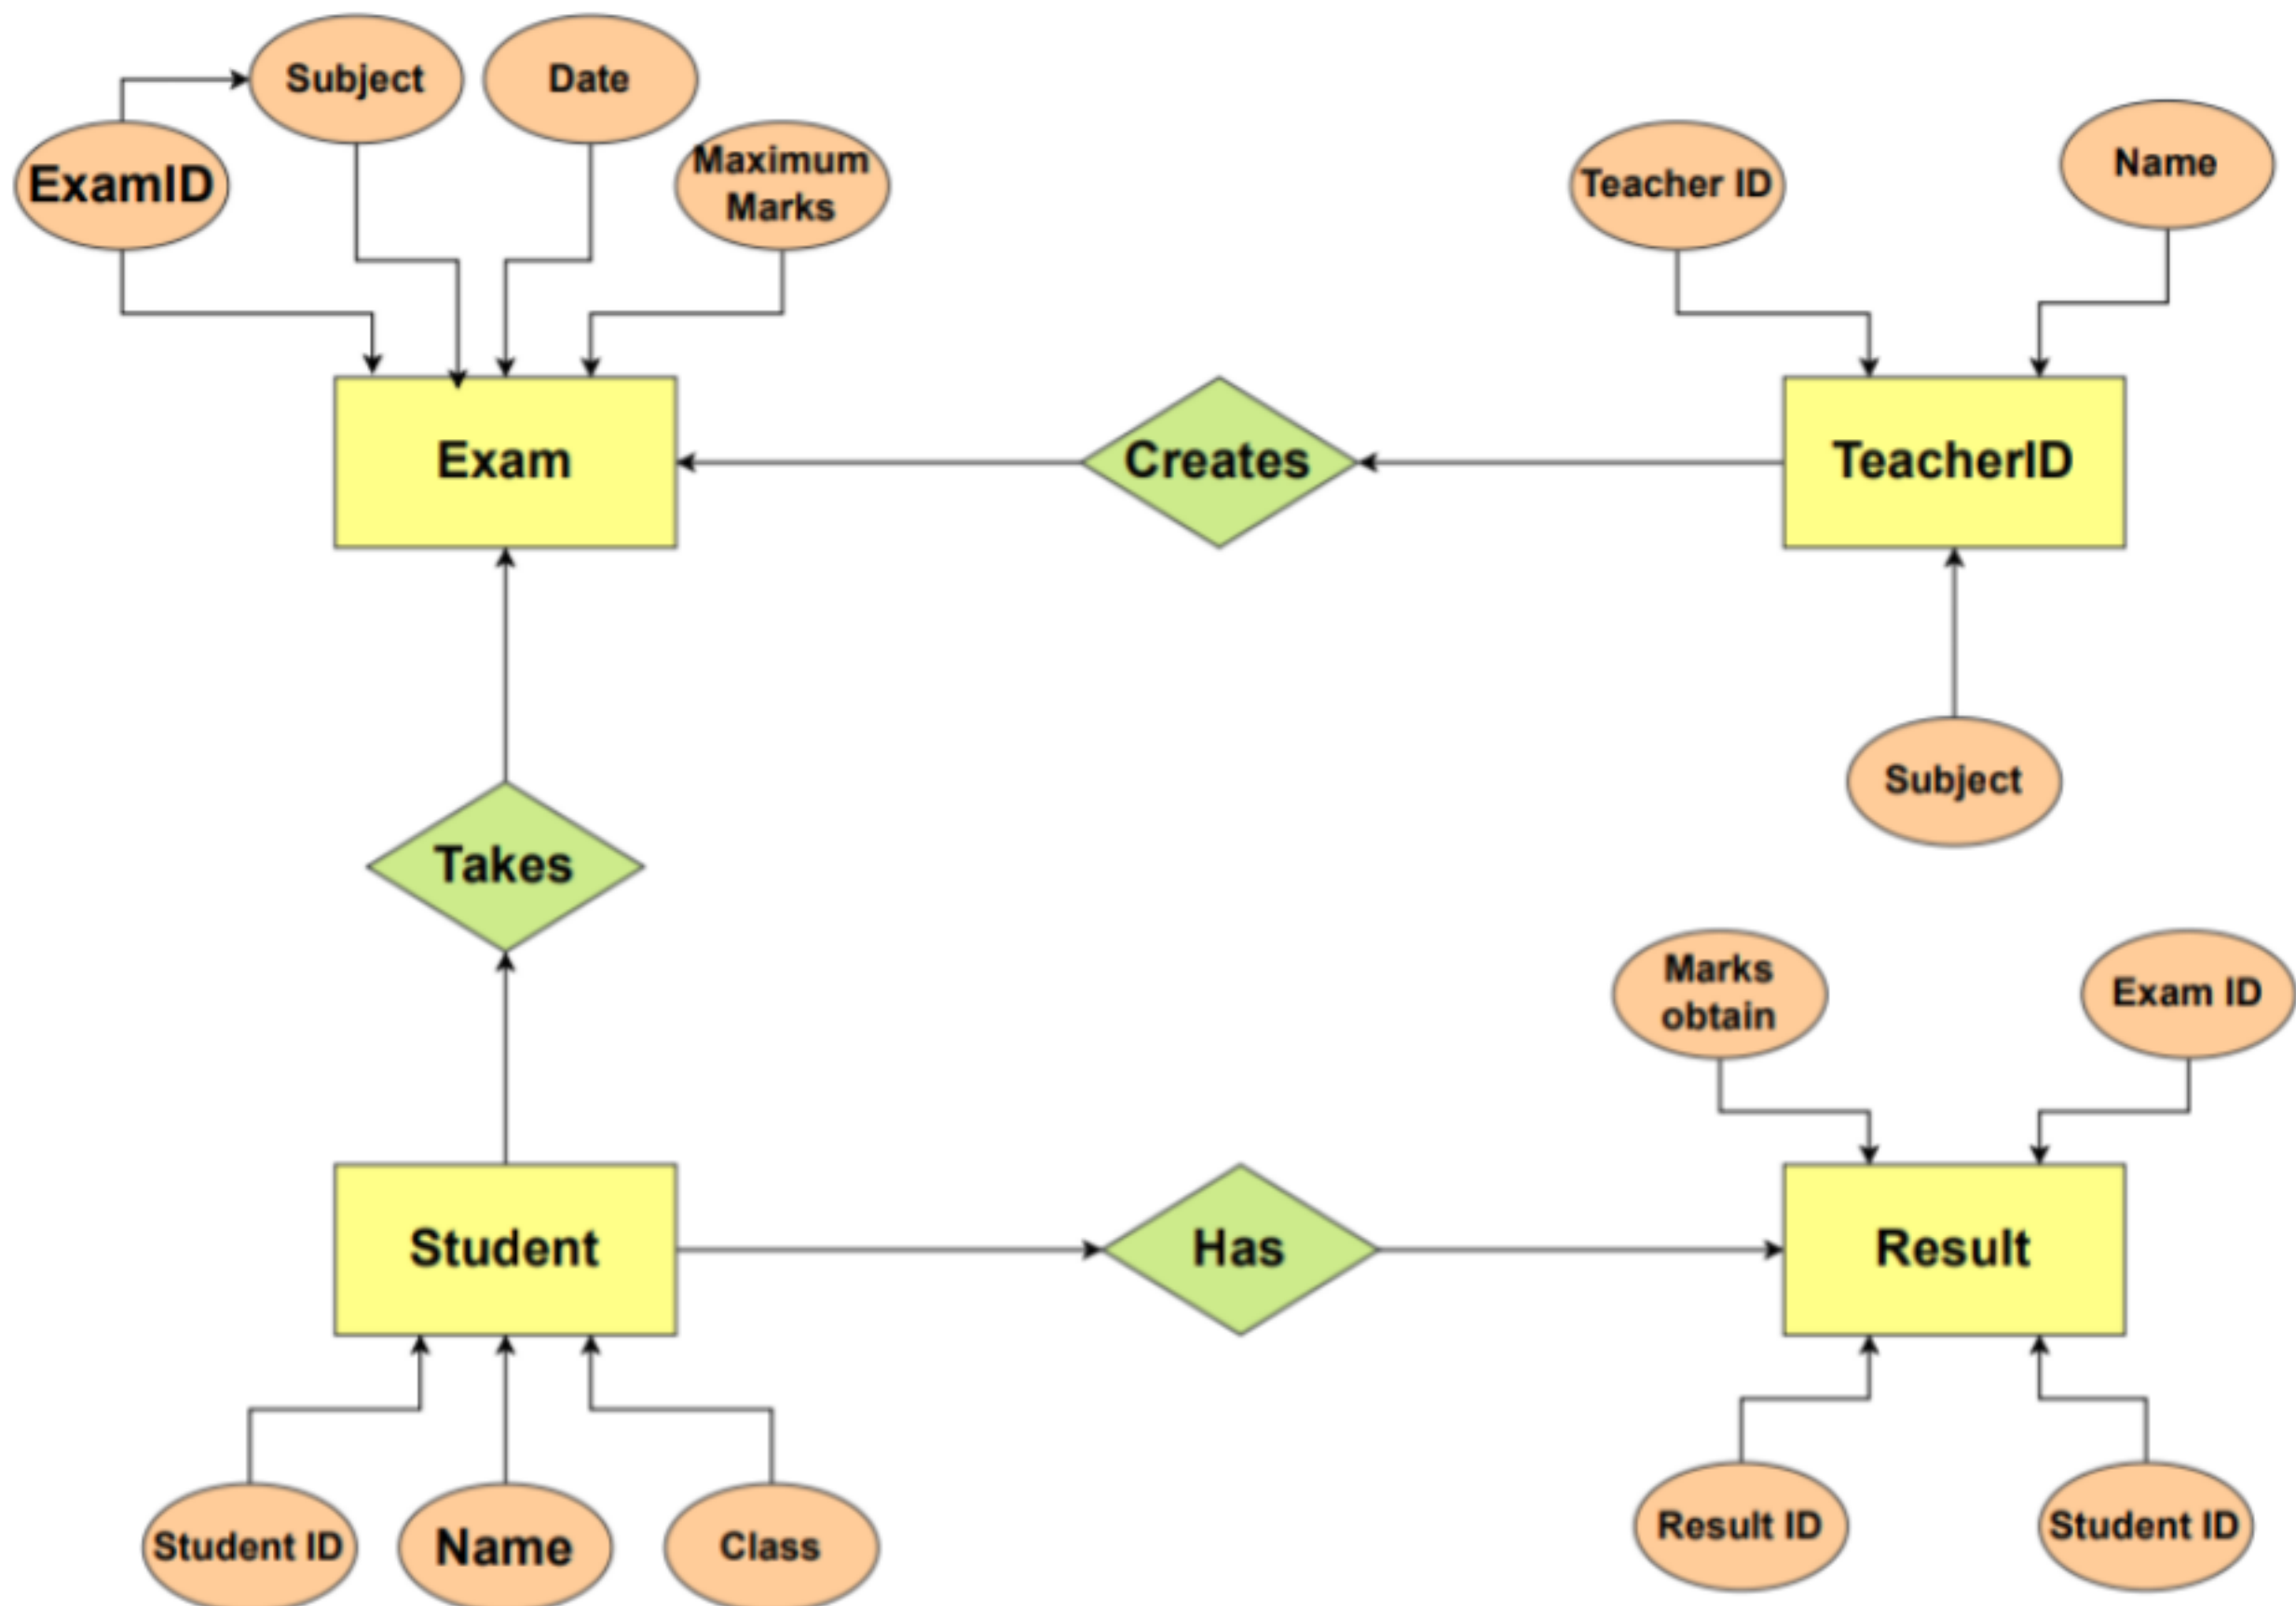 Subject
Date
ExamID
Maximum
Marks
Teacher ID
Name
Exam
Creates
TeacherID
Subject
Takes
Marks
obtain
Exam ID
Student
Has
Result
Student ID
Name
Class
Result ID
Student ID